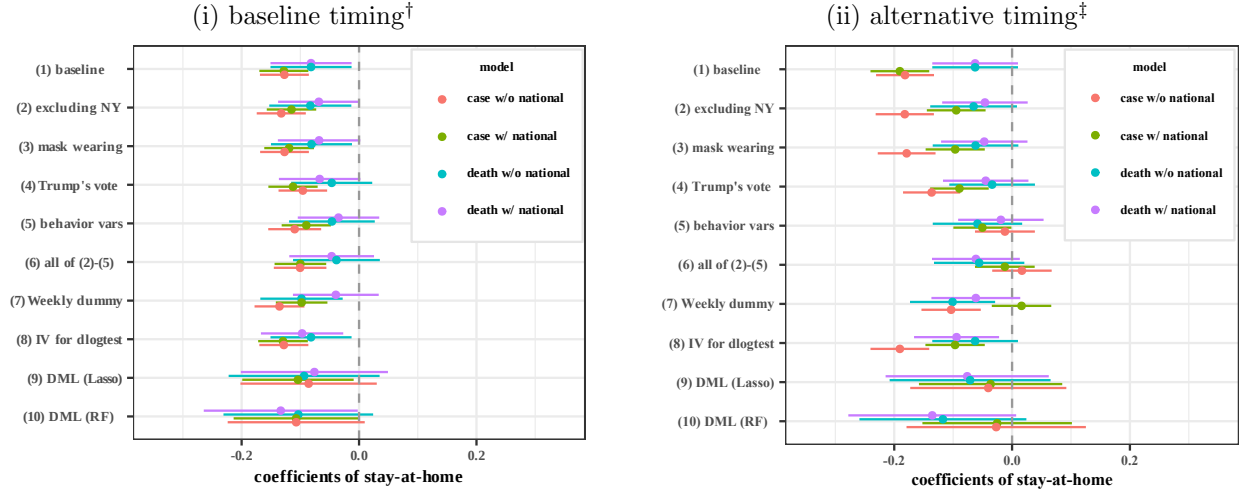 (i) baseline timing†
(1) baseline
(2) excluding NY
(3) mask wearing
(4) Trump's vote
(5) behavior vars
(6) all of (2)-(5)
(7) Weekly dummy
(8) IV for dlogtest
(9) DML (Lasso)
(10) DML (RF)
model
case w/o national
case w/ national
death w/o national
death w/ national
-0.2 0.0 0.2
coefficients of stay-at-home
(ii) alternative timing‡
(1) baseline
(2) excluding NY
(3) mask wearing
(4) Trump's vote
(5) behavior vars
(6) all of (2)-(5)
(7) Weekly dummy
(8) IV for dlogtest
(9) DML (Lasso)
(10) DML (RF)
model
case w/o national
case w/ national
death w/o national
death w/ national
-0.2 0.0 0.2
coefficients of stay-at-home